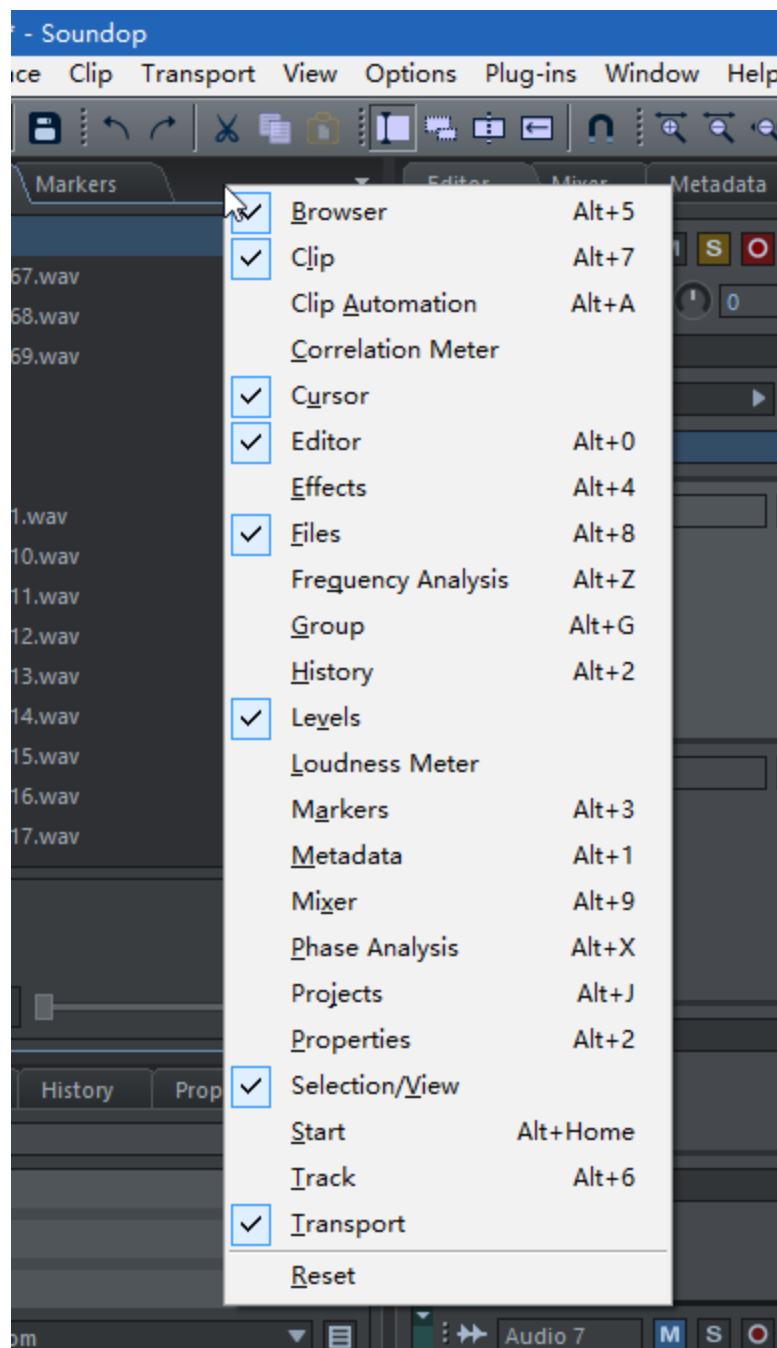 * - Soundop
Clip Transport View Options Plug-ins Window Help
Markers
Editor Mixer Metadata
Browser Alt+5
S
67.wav
Clip Alt+7
68.wav
Clip Automation Alt+A
0
69.wav
Correlation Meter
Cursor
Editor Alt+0
Effects Alt+4
1.wav
Files Alt+8
10.wav
Frequency Analysis Alt+Z
11.wav
Group Alt+G
12.wav
History Alt+2
13.wav
14.wav
Levels
15.wav
Loudness Meter
16.wav
Markers Alt+3
17.wav
Metadata Alt+1
Mixer Alt+9
Phase Analysis Alt+X
Projects Alt+J
Properties Alt+2
History
Selection/View
Start Alt+Home
Track Alt+6
Transport
Reset
Audio 7 M S